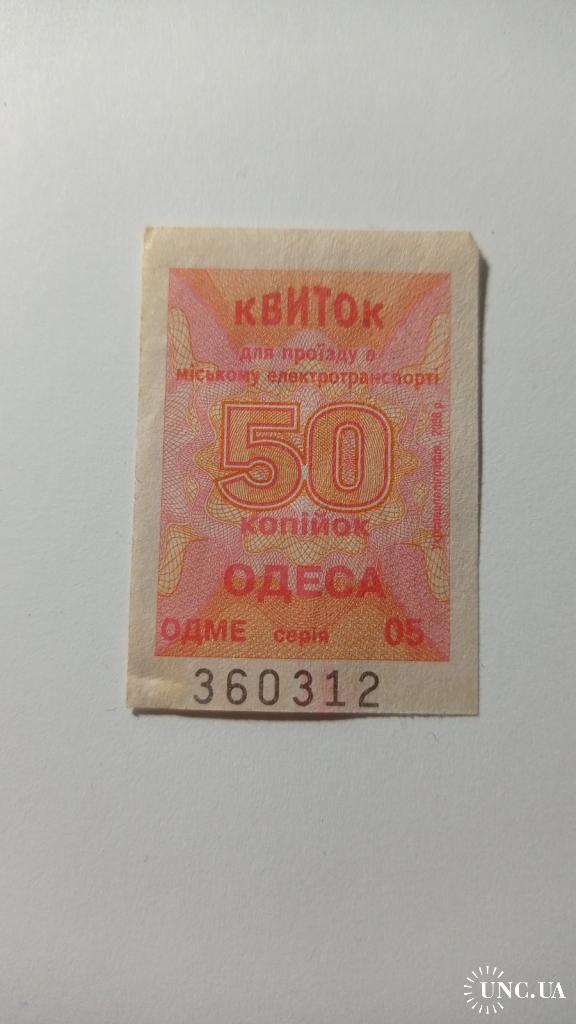 КВИТОК
для проїзду в
міському електротранспорті
50
копійок
ОДЕСА
ОДМЕ серія 05
360312
UNC.UA